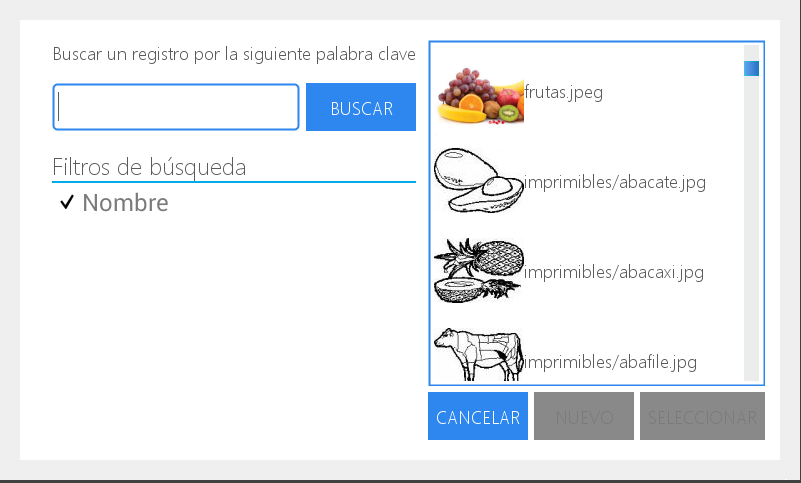 Buscar un registro por la siguiente palabra clave
BUSCAR
Filtros de búsqueda
Nombre
frutas.jpeg
imprimibles/abacate.jpg
imprimibles/abacaxi.jpg
imprimibles/abafile.jpg
CANCELAR
NUEVO
SELECCIONAR